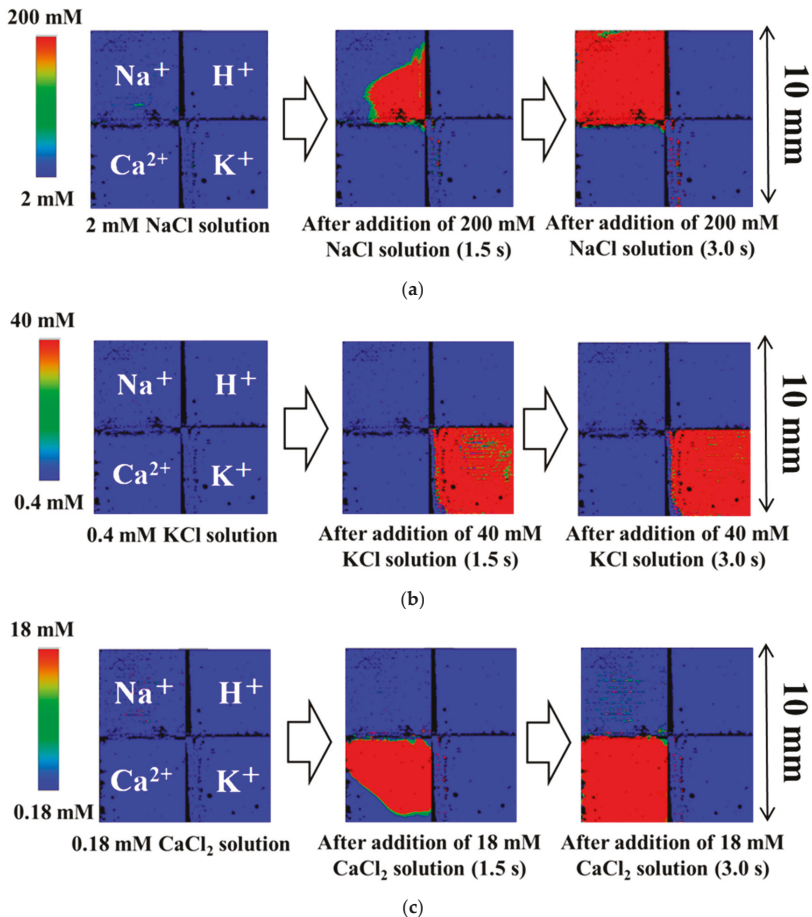 200 mM
Na⁺ H⁺
Ca²⁺ K⁺
2 mM
2 mM NaCl solution
After addition of 200 mM
NaCl solution (1.5 s)
After addition of 200 mM
NaCl solution (3.0 s)
10 mm
(a)
40 mM
Na⁺ H⁺
Ca²⁺ K⁺
0.4 mM
0.4 mM KCl solution
After addition of 40 mM
KCl solution (1.5 s)
After addition of 40 mM
KCl solution (3.0 s)
10 mm
(b)
18 mM
Na⁺ H⁺
Ca²⁺ K⁺
0.18 mM
0.18 mM CaCl₂ solution
After addition of 18 mM
CaCl₂ solution (1.5 s)
After addition of 18 mM
CaCl₂ solution (3.0 s)
10 mm
(c)